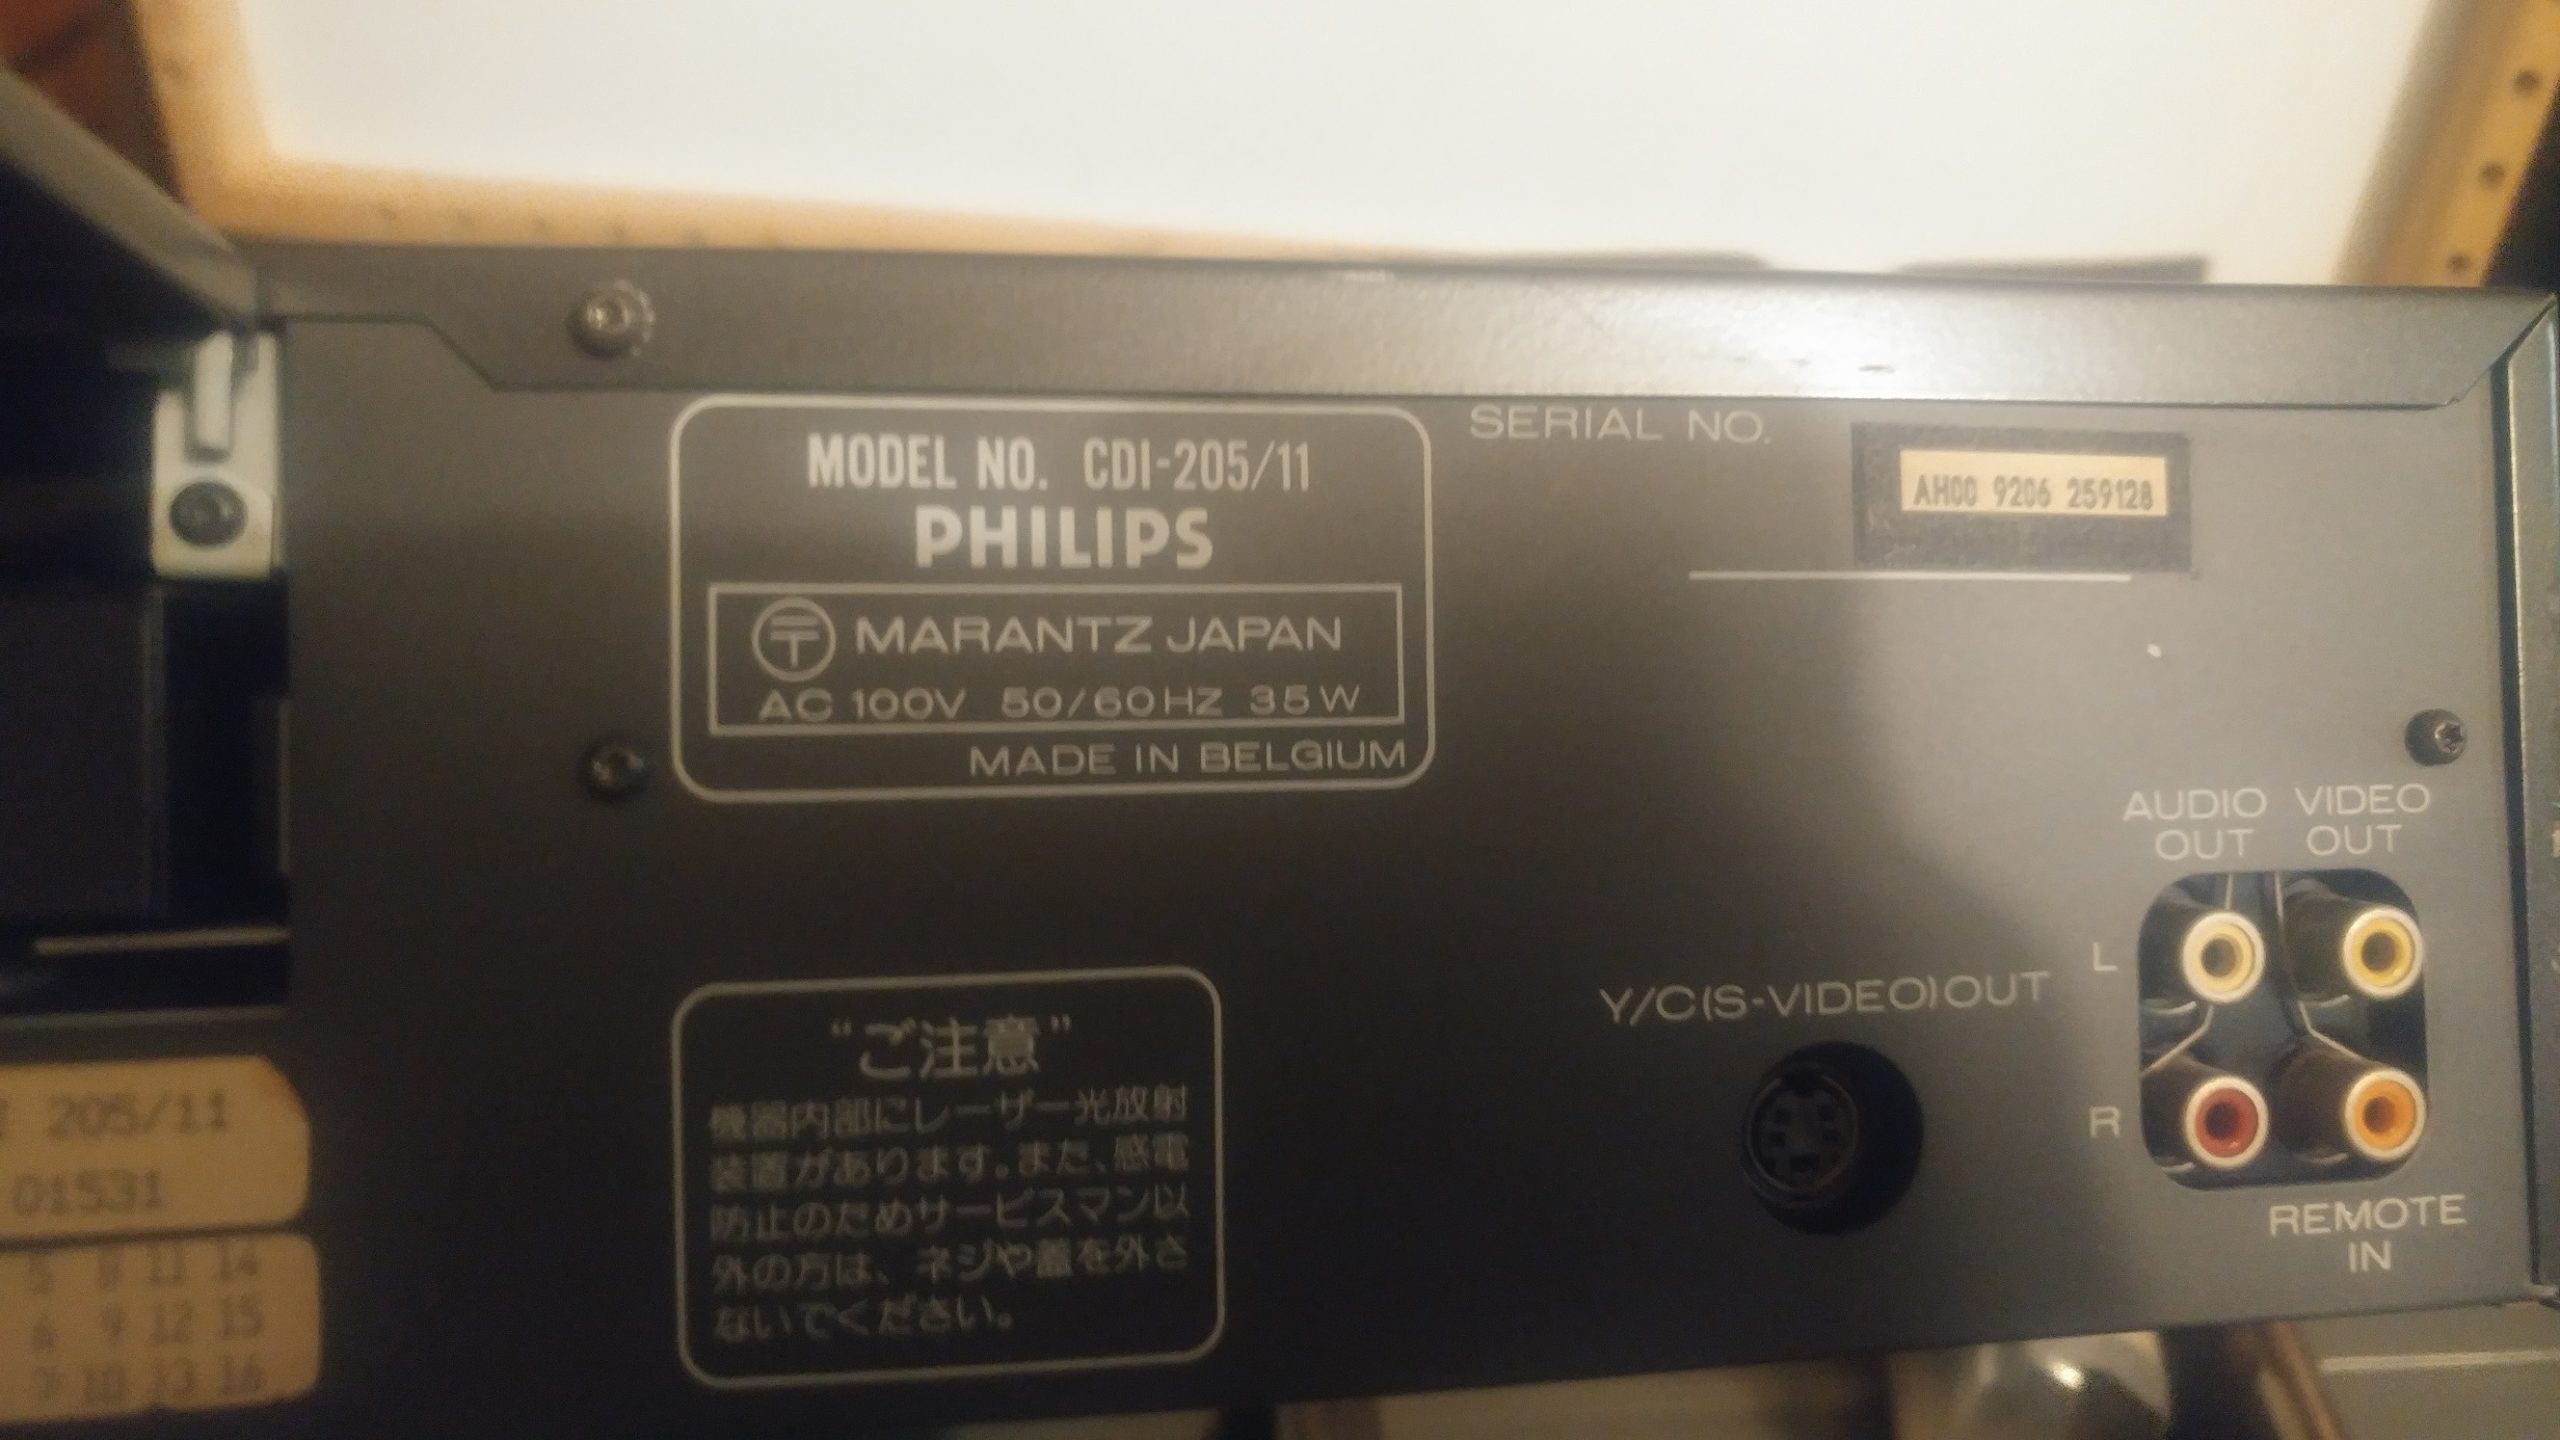 MODEL NO. CDI-205/11
PHILIPS
MARANTZ JAPAN
AC 100V 50/60HZ 35W
MADE IN BELGIUM
SERIAL NO.
AH00 9206 259128
AUDIO OUT
VIDEO OUT
L
R
Y/C(S-VIDEO)OUT
REMOTE IN
"ご注意"
機器内部にレーザー光放射
装置があります。また、感電
防止のためサービスマン以
外の方は、ネジや蓋を外さ
ないでください。
205/11
01531
5 8 11 14
6 9 12 15
7 10 13 16